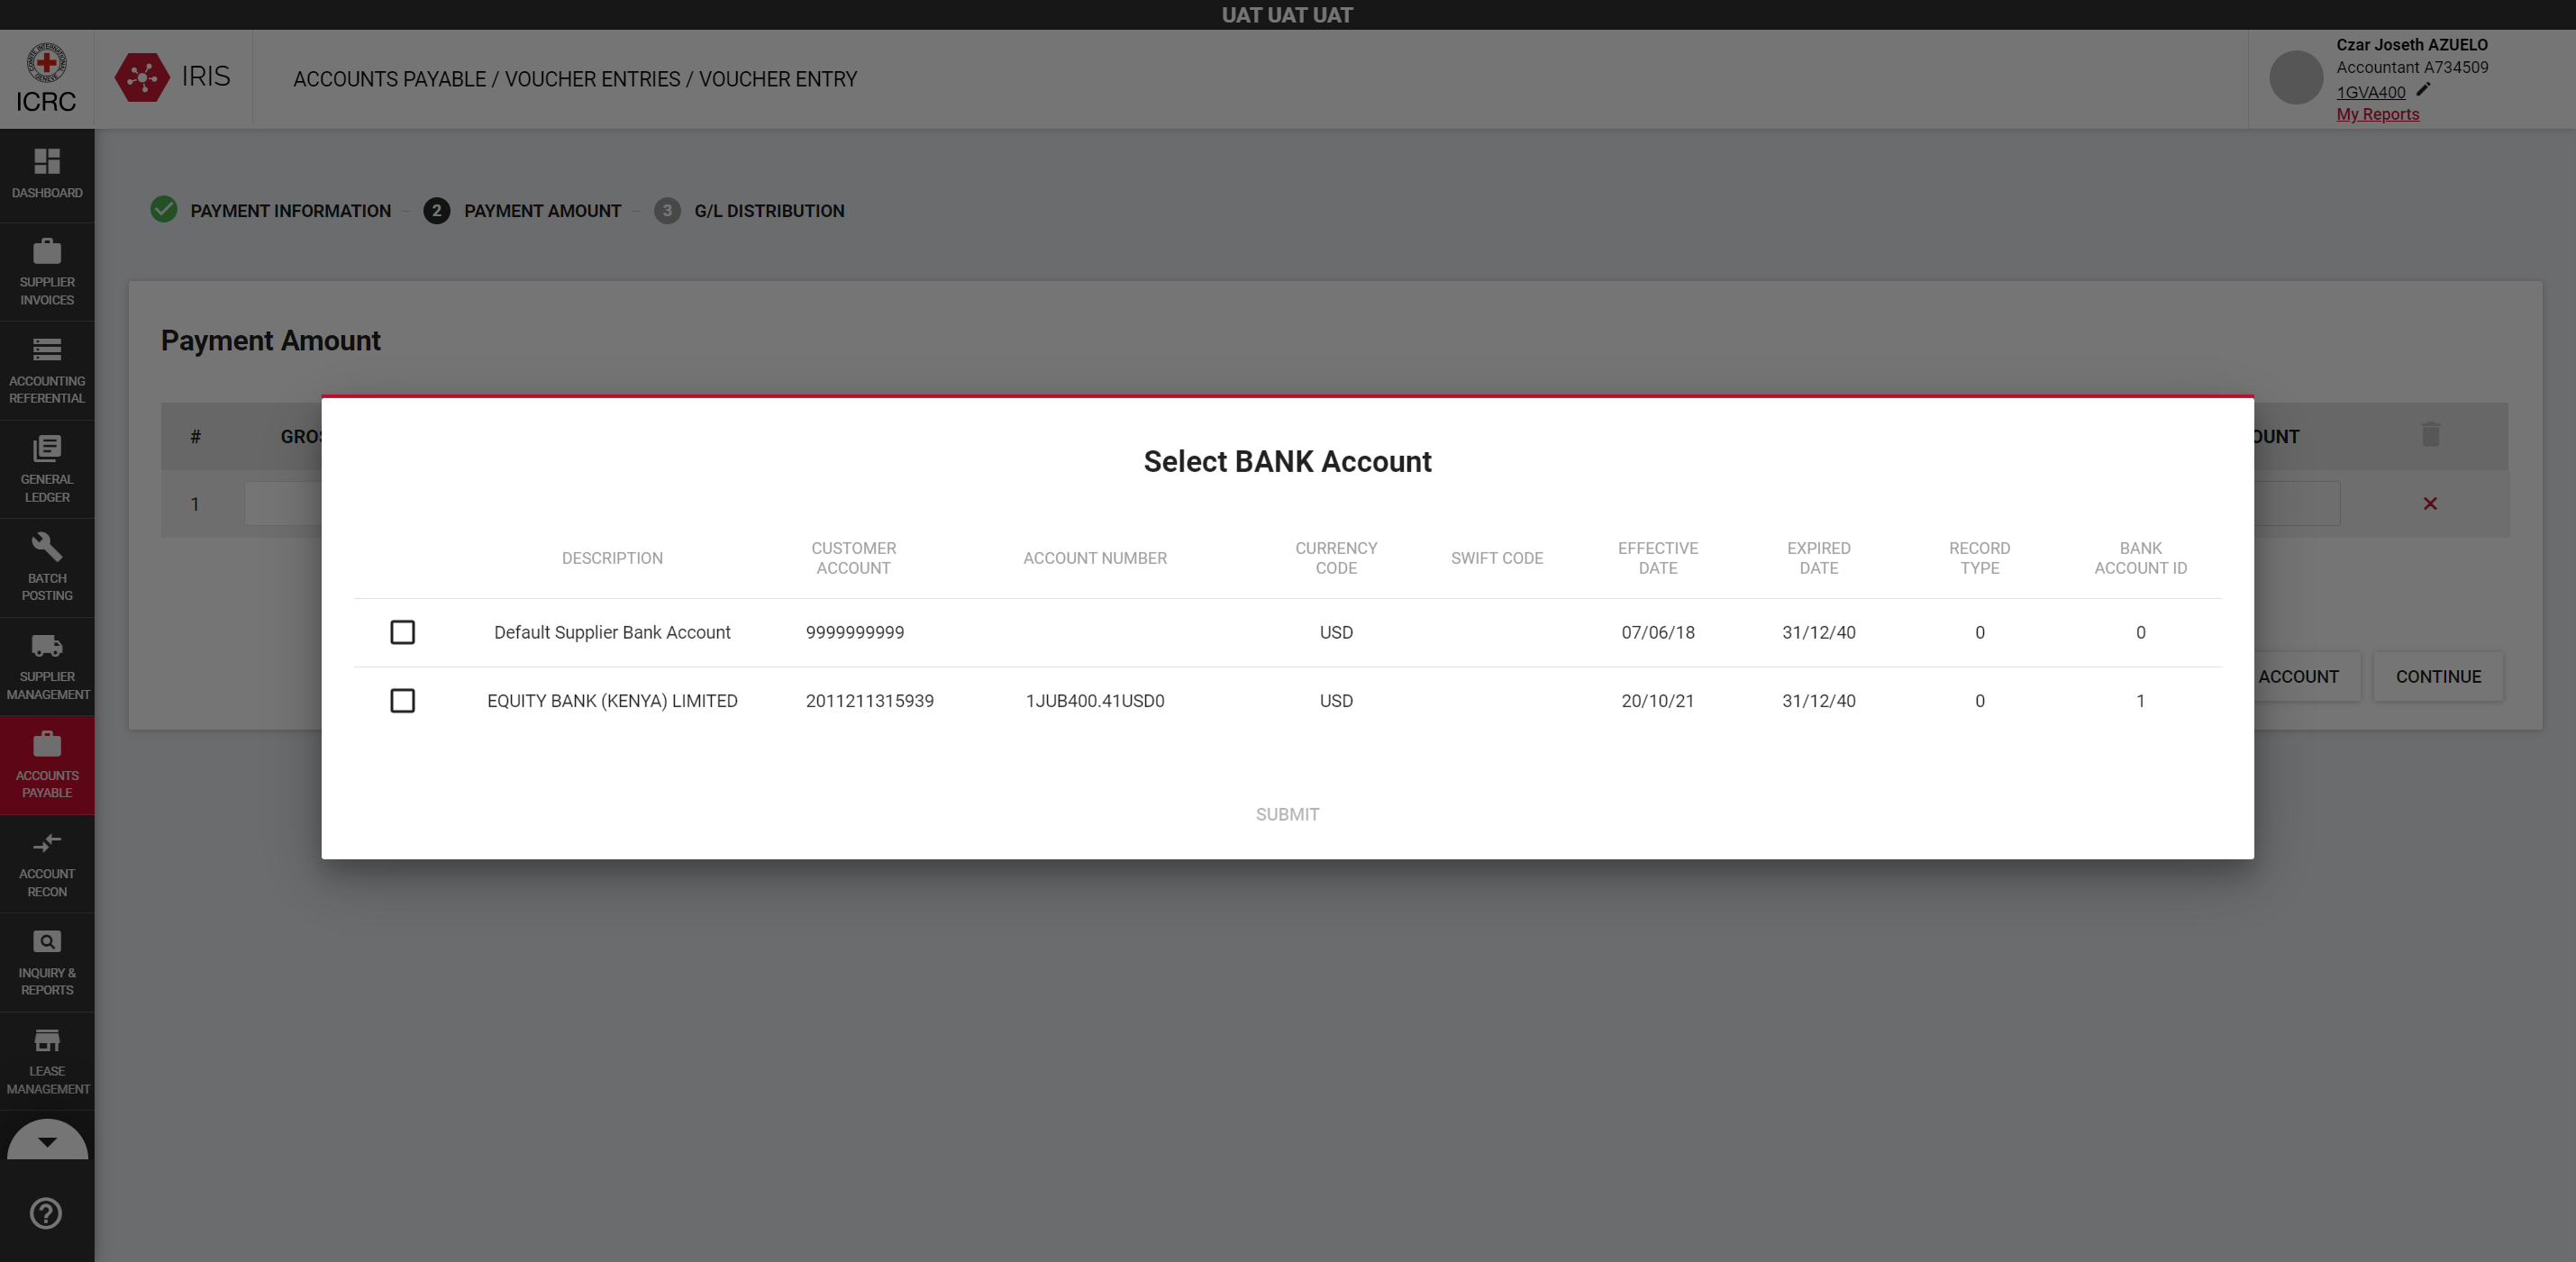 UAT UAT UAT
ICRC
IRIS
ACCOUNTS PAYABLE / VOUCHER ENTRIES / VOUCHER ENTRY
Czar Joseth AZUELO
Accountant A734509
1GVA400
My Reports
DASHBOARD
SUPPLIER
INVOICES
ACCOUNTING
REFERENTIAL
GENERAL
LEDGER
BATCH
POSTING
SUPPLIER
MANAGEMENT
ACCOUNTS
PAYABLE
ACCOUNT
RECON
INQUIRY &
REPORTS
LEASE
MANAGEMENT
PAYMENT INFORMATION
2 PAYMENT AMOUNT
3 G/L DISTRIBUTION
Payment Amount
# GROS OUNT
1
Select BANK Account
DESCRIPTION CUSTOMER ACCOUNT ACCOUNT NUMBER CURRENCY CODE SWIFT CODE EFFECTIVE DATE EXPIRED DATE RECORD TYPE BANK ACCOUNT ID
Default Supplier Bank Account 9999999999 USD 07/06/18 31/12/40 0 0
EQUITY BANK (KENYA) LIMITED 2011211315939 1JUB400.41USD0 USD 20/10/21 31/12/40 0 1
SUBMIT
ACCOUNT CONTINUE